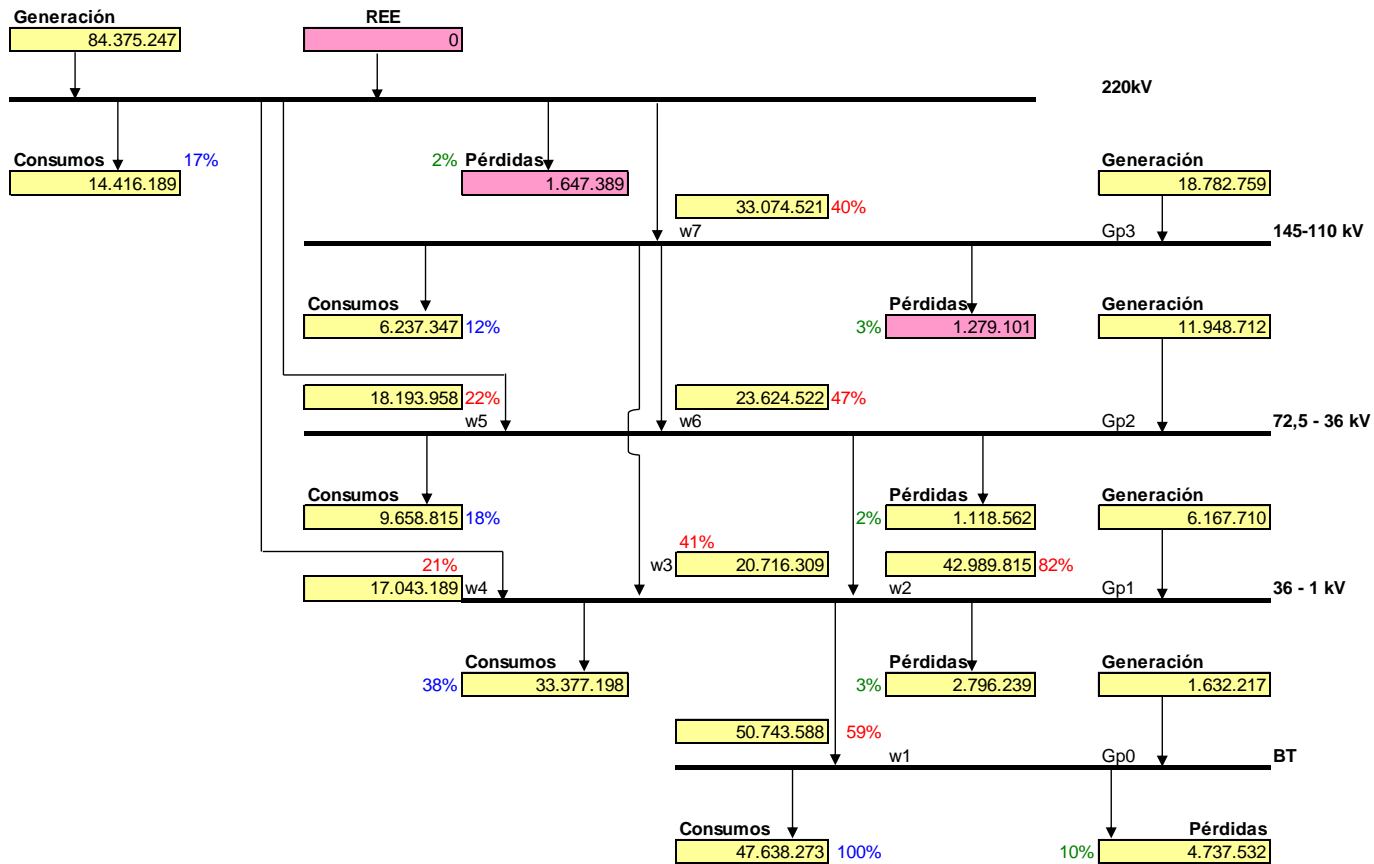 Generación REE
84.375.247 0
220kV
Consumos 17% 2% Pérdidas Generación
14.416.189 1.647.389 18.782.759
33.074.521 40%
w7 Gp3 145-110 kV
Consumos Pérdidas Generación
6.237.347 12% 3% 1.279.101 11.948.712
18.193.958 22% 23.624.522 47%
w5 w6 Gp2 72,5 - 36 kV
Consumos Pérdidas Generación
9.658.815 18% 2% 1.118.562 6.167.710
41%
21% w3 20.716.309 42.989.815 82%
17.043.189 w4 w2 Gp1 36 - 1 kV
Consumos Pérdidas Generación
38% 33.377.198 3% 2.796.239 1.632.217
50.743.588 59%
w1 Gp0 BT
Consumos Pérdidas
47.638.273 100% 10% 4.737.532